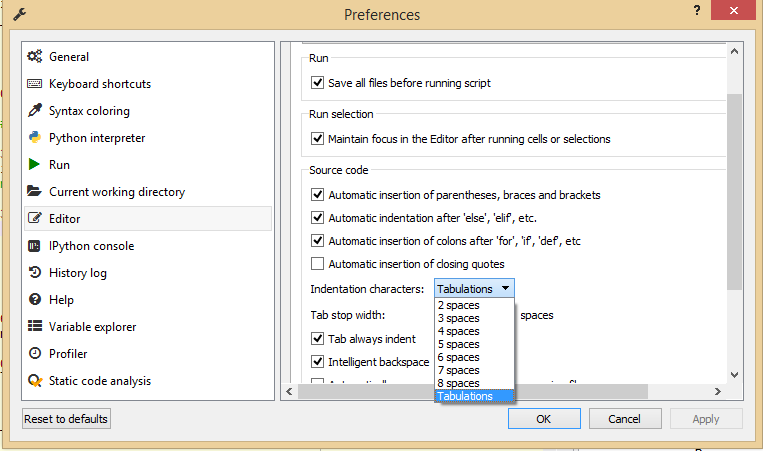 Preferences
?
General
Keyboard shortcuts
Syntax coloring
Python interpreter
Run
Current working directory
Editor
IPython console
History log
Help
Variable explorer
Profiler
Static code analysis
Run
Save all files before running script
Run selection
Maintain focus in the Editor after running cells or selections
Source code
Automatic insertion of parentheses, braces and brackets
Automatic indentation after 'else', 'elif', etc.
Automatic insertion of colons after 'for', 'if', 'def', etc
Automatic insertion of closing quotes
Indentation characters: Tabulations
2 spaces
3 spaces
4 spaces
5 spaces
6 spaces
7 spaces
8 spaces
Tabulations
Tab stop width: spaces
Tab always indent
Intelligent backspace
Reset to defaults
OK
Cancel
Apply